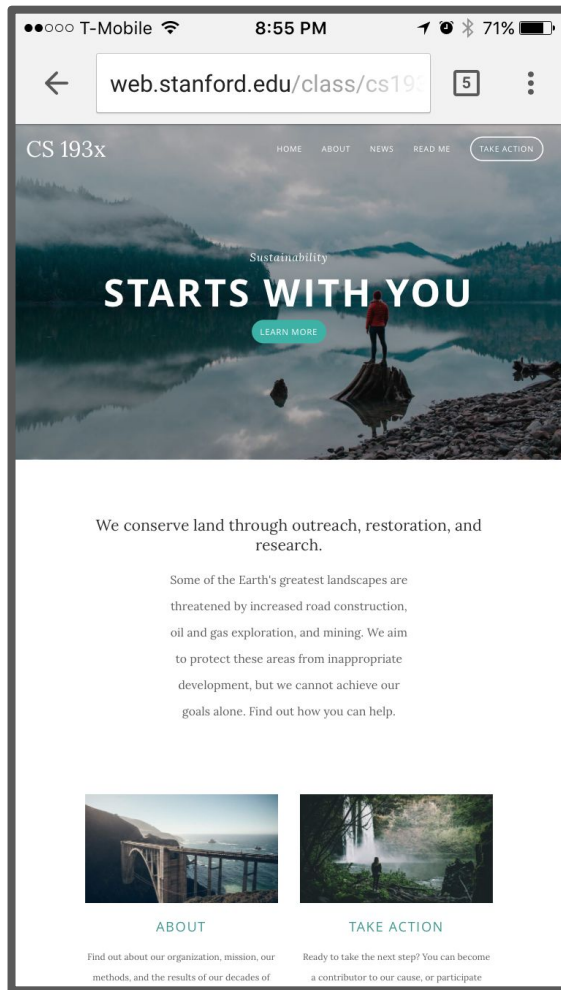 T-Mobile 8:55 PM 71%
web.stanford.edu/class/cs193 5
CS 193x HOME ABOUT NEWS READ ME TAKE ACTION
Sustainability
STARTS WITH YOU
LEARN MORE
We conserve land through outreach, restoration, and
research.
Some of the Earth's greatest landscapes are
threatened by increased road construction,
oil and gas exploration, and mining. We aim
to protect these areas from inappropriate
development, but we cannot achieve our
goals alone. Find out how you can help.
ABOUT
Find out about our organization, mission, our
methods, and the results of our decades of
TAKE ACTION
Ready to take the next step? You can become
a contributor to our cause, or participate